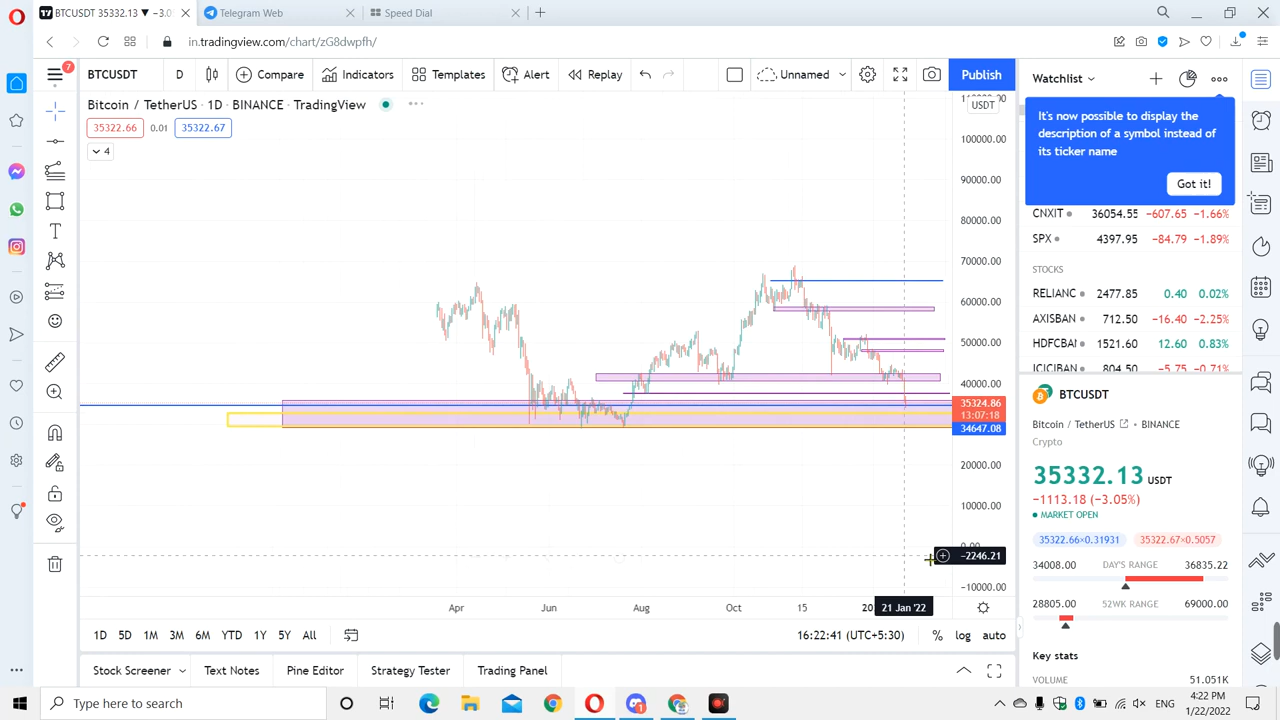 BTCUSDT 35333.13 ▼ −3.0
Telegram Web
Speed Dial
in.tradingview.com/chart/zG8dwpfh/
7
BTCUSDT
D
Compare
Indicators
Templates
Alert
Replay
Unnamed
Publish
Bitcoin / TetherUS · 1D · BINANCE · TradingView
35322.66
0.01
35322.67
4
USDT
100000.00
90000.00
80000.00
70000.00
60000.00
50000.00
40000.00
35324.86
13:07:18
34647.08
20000.00
10000.00
−2246.21
−10000.00
Apr
Jun
Aug
Oct
15
20
21 Jan '22
1D 5D 1M 3M 6M YTD 1Y 5Y All
16:22:41 (UTC+5:30)
% log auto
Stock Screener
Text Notes
Pine Editor
Strategy Tester
Trading Panel
Watchlist
It's now possible to display the
description of a symbol instead of
its ticker name
Got it!
CNXIT 36054.55 −607.65 −1.66%
SPX 4397.95 −84.79 −1.89%
STOCKS
RELIANC 2477.85 0.40 0.02%
AXISBAN 712.50 −16.40 −2.25%
HDFCBAN 1521.60 12.60 0.83%
ICICIBAN 804.50 −5.75 −0.71%
BTCUSDT
Bitcoin / TetherUS • BINANCE
Crypto
35332.13 USDT
−1113.18 (−3.05%)
MARKET OPEN
35322.66×0.31931 35322.67×0.5057
34008.00 DAY'S RANGE 36835.22
28805.00 52WK RANGE 69000.00
Key stats
VOLUME 51.051K
Type here to search
1
ENG
4:22 PM
1/22/2022